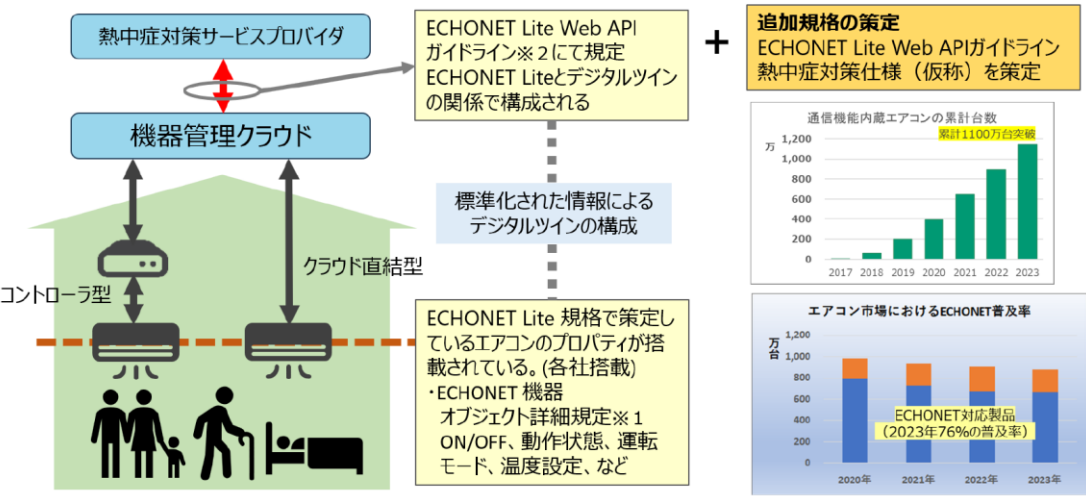 熱中症対策サービスプロバイダ
機器管理クラウド
コントローラ型
クラウド直結型
ECHONET Lite Web API
ガイドライン※２にて規定
ECHONET Liteとデジタルツイン
の関係で構成される
標準化された情報による
デジタルツインの構成
ECHONET Lite 規格で策定し
ているエアコンのプロパティが搭
載されている。(各社搭載)
・ECHONET 機器
オブジェクト詳細規定※１
ON/OFF、動作状態、運転
モード、温度設定、など
+
追加規格の策定
ECHONET Lite Web APIガイドライン
熱中症対策仕様（仮称）を策定
通信機能内蔵エアコンの累計台数
累計1100万台突破
万
1,200
1,000
800
600
400
200
0
2017 2018 2019 2020 2021 2022 2023
エアコン市場におけるECHONET普及率
万台
1,200
1,000
800
600
400
200
0
ECHONET対応製品
（2023年76%の普及率）
2020年 2021年 2022年 2023年